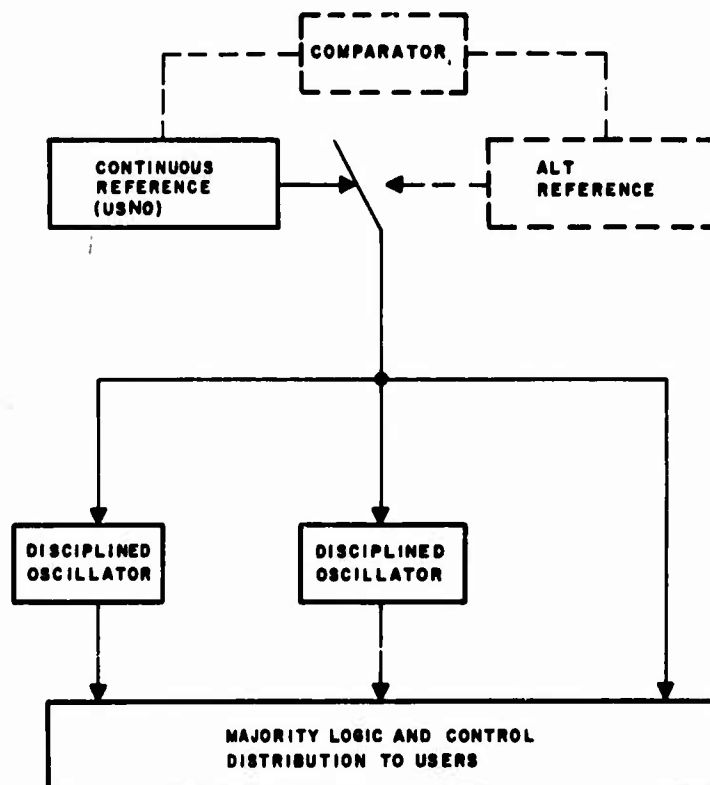 COMPARATOR
CONTINUOUS
REFERENCE
(USNO)
ALT
REFERENCE
DISCIPLINED
OSCILLATOR
DISCIPLINED
OSCILLATOR
MAJORITY LOGIC AND CONTROL
DISTRIBUTION TO USERS